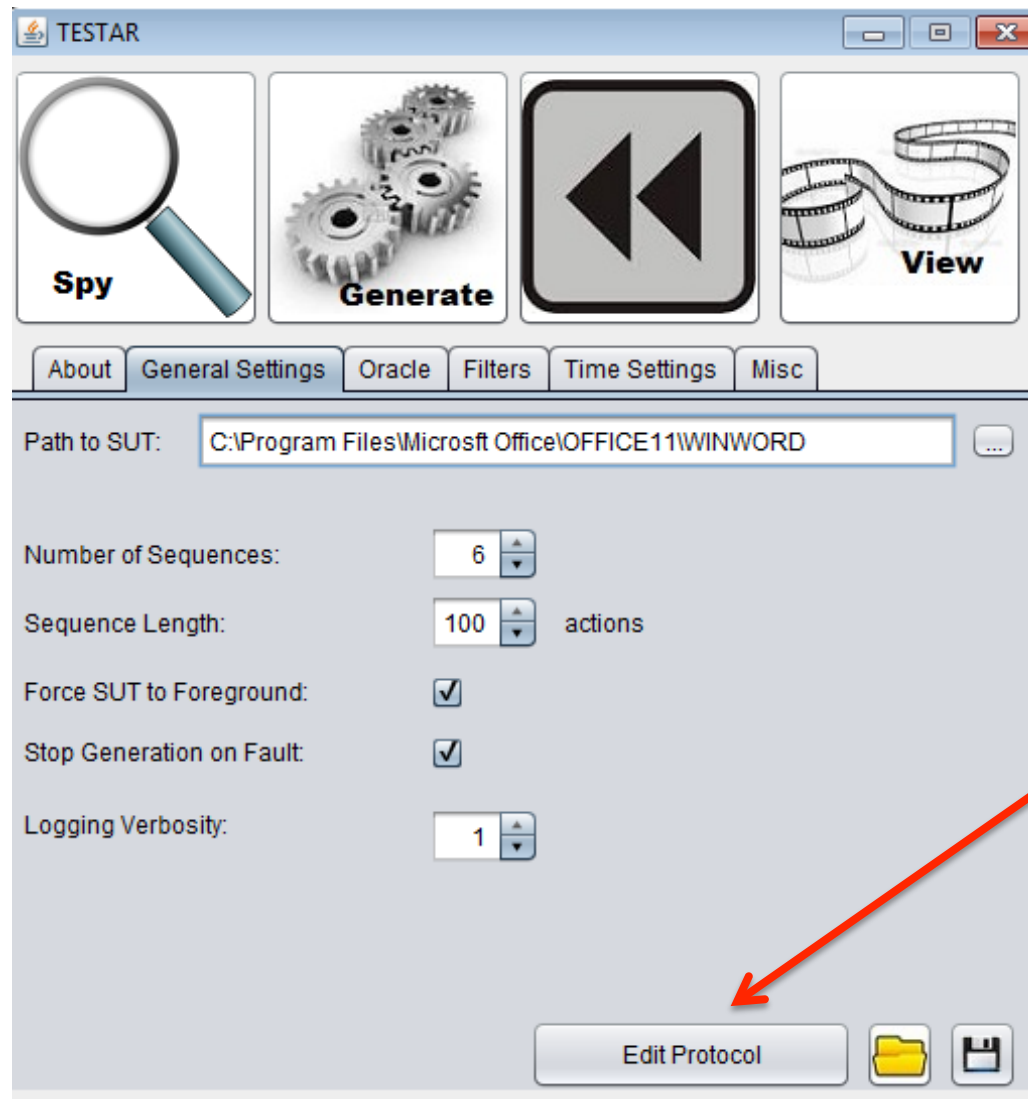 TESTAR
Spy
Generate
View
About General Settings Oracle Filters Time Settings Misc
Path to SUT: C:\Program Files\Microsft Office\OFFICE11\WINWORD ...
Number of Sequences: 6
Sequence Length: 100 actions
Force SUT to Foreground:
Stop Generation on Fault:
Logging Verbosity: 1
Edit Protocol